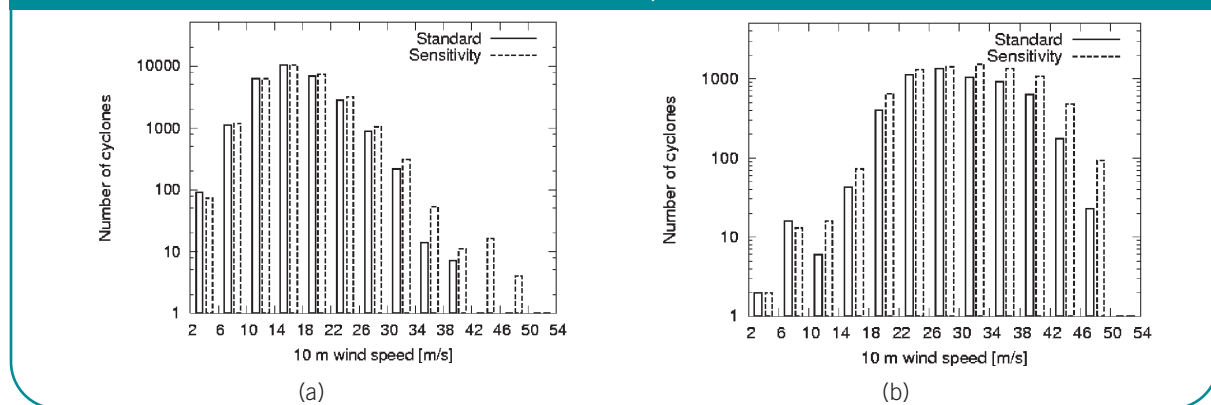 Standard
Sensitivity
Number of cyclones
10000
1000
100
10
1
2 6 10 14 18 22 26 30 34 38 42 46 50 54
10 m wind speed [m/s]
(a)
Standard
Sensitivity
Number of cyclones
1000
100
10
1
2 6 10 14 18 22 26 30 34 38 42 46 50 54
10 m wind speed [m/s]
(b)